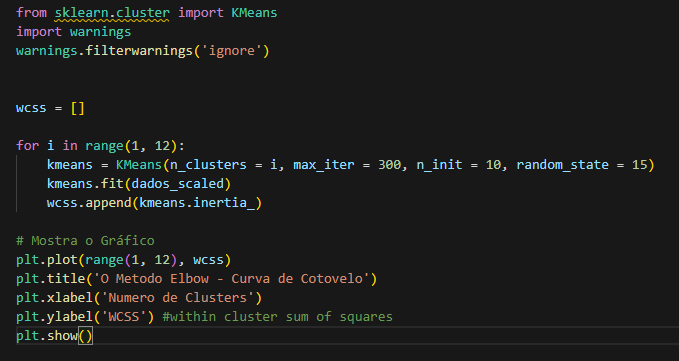 from sklearn.cluster import KMeans
import warnings
warnings.filterwarnings('ignore')
wcss = []
for i in range(1, 12):
    kmeans = KMeans(n_clusters = i, max_iter = 300, n_init = 10, random_state = 15)
    kmeans.fit(dados_scaled)
    wcss.append(kmeans.inertia_)
# Mostra o Gráfico
plt.plot(range(1, 12), wcss)
plt.title('O Metodo Elbow - Curva de Cotovelo')
plt.xlabel('Numero de Clusters')
plt.ylabel('WCSS') #within cluster sum of squares
plt.show()